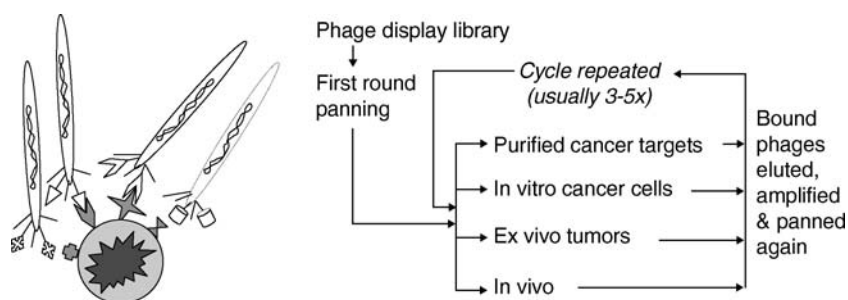 Phage display library
First round
panning
Cycle repeated
(usually 3-5x)
Purified cancer targets
In vitro cancer cells
Ex vivo tumors
In vivo
Bound
phages
eluted,
amplified
& panned
again